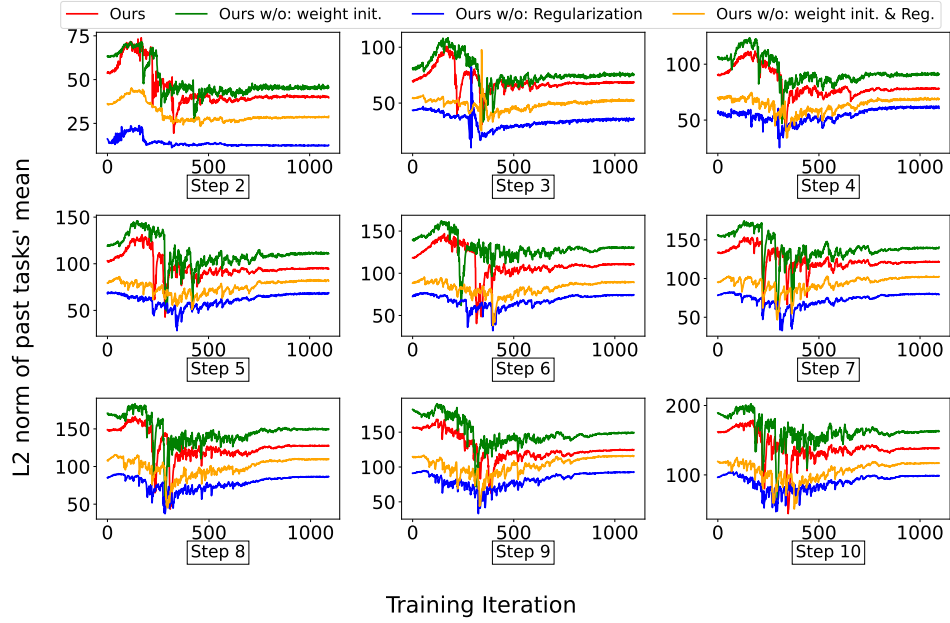 Ours Ours w/o: weight init. Ours w/o: Regularization Ours w/o: weight init. & Reg.
L2 norm of past tasks' mean
75
50
25
0 500 1000
Step 2
100
50
0 500 1000
Step 3
100
50
0 500 1000
Step 4
150
100
50
0 500 1000
Step 5
150
100
50
0 500 1000
Step 6
150
100
50
0 500 1000
Step 7
150
100
50
0 500 1000
Step 8
150
100
50
0 500 1000
Step 9
200
100
0 500 1000
Step 10
Training Iteration